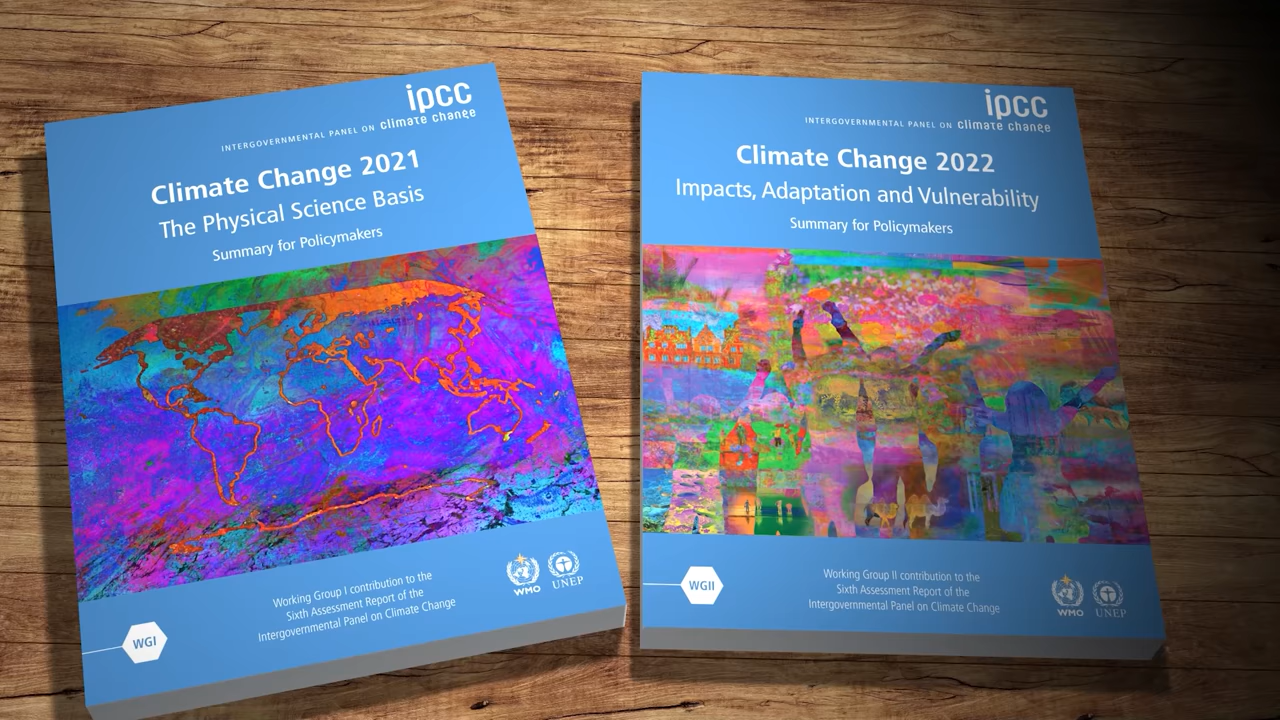 ipcc
INTERGOVERNMENTAL PANEL ON climate change
Climate Change 2021
The Physical Science Basis
Summary for Policymakers
WMO
UNEP
Working Group I contribution to the
Sixth Assessment Report of the
Intergovernmental Panel on Climate Change
WGI
ipcc
INTERGOVERNMENTAL PANEL ON climate change
Climate Change 2022
Impacts, Adaptation and Vulnerability
Summary for Policymakers
WGII
Working Group II contribution to the
Sixth Assessment Report of the
Intergovernmental Panel on Climate Change
WMO
UNEP